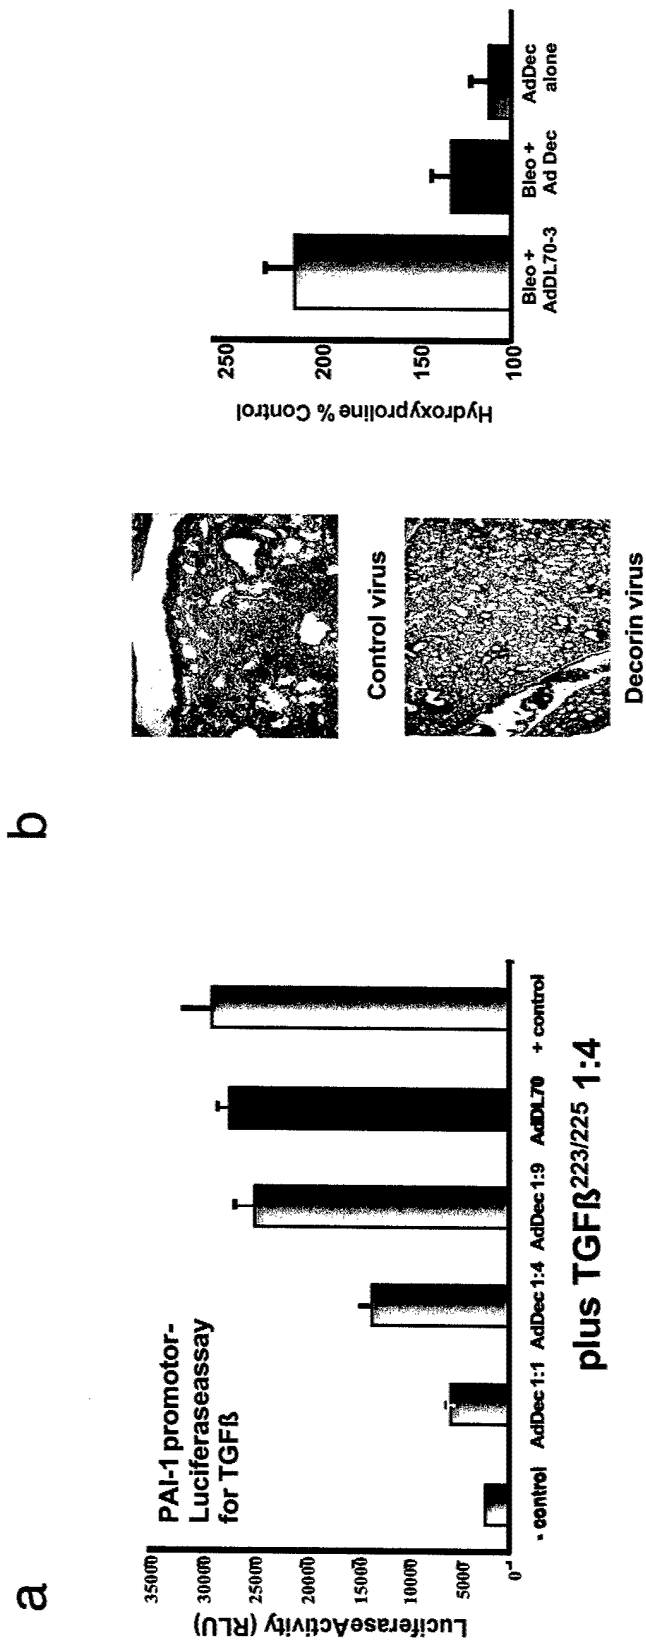 a
PAI-1 promotor-
Luciferaseassay
for TGFß
LuciferaseActivity (RLU)
35000
30000
25000
20000
15000
10000
5000
0
- control AdDec 1:1 AdDec 1:4 AdDec 1:9 AdDL70 + control
plus TGFß223/225 1:4
b
Control virus
Decorin virus
Hydroxyproline % Control
250
200
150
100
Bleo +
AdDL70-3
Bleo +
Ad Dec
AdDec
alone